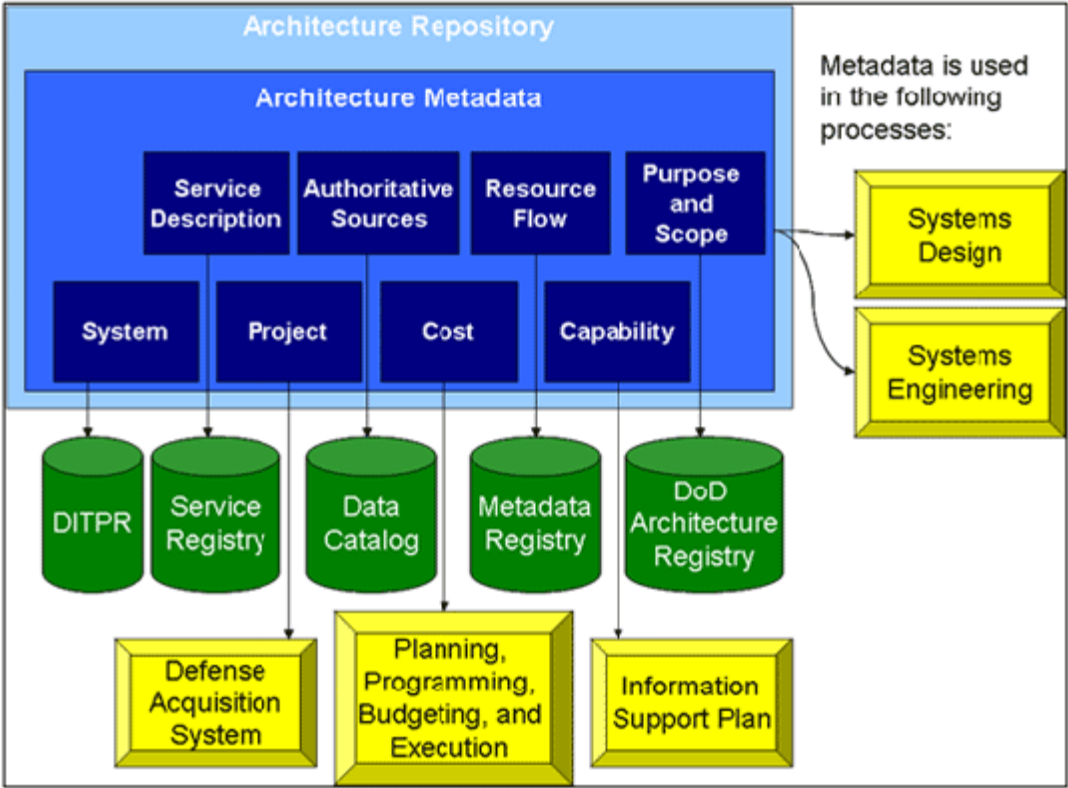 Architecture Repository
Architecture Metadata
Metadata is used
in the following
processes:
Service
Description
Authoritative
Sources
Resource
Flow
Purpose
and
Scope
Systems
Design
System
Project
Cost
Capability
Systems
Engineering
DITPR
Service
Registry
Data
Catalog
Metadata
Registry
DoD
Architecture
Registry
Defense
Acquisition
System
Planning,
Programming,
Budgeting, and
Execution
Information
Support Plan